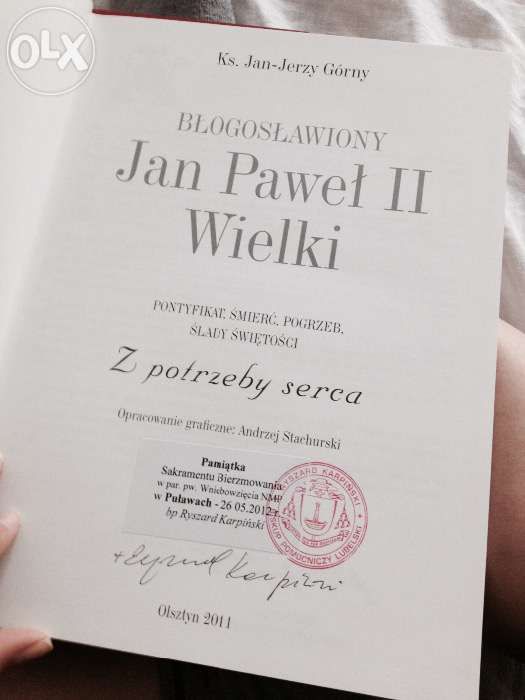 OLX
Ks. Jan-Jerzy Górny
BŁOGOSŁAWIONY
Jan Paweł II
Wielki
PONTYFIKAT, ŚMIERĆ, POGRZEB,
ŚLADY ŚWIĘTOŚCI
Z potrzeby serca
Opracowanie graficzne: Andrzej Stachurski
Pamiątka
Sakramentu Bierzmowania
w par. pw. Wniebowzięcia NMP
w Puławach - 26.05.2012 r.
bp Ryszard Karpiński
RYSZARD KARPIŃSKI
BISKUP POMOCNICZY LUBELSKI
+ Ryszard Karpiński
Olsztyn 2011